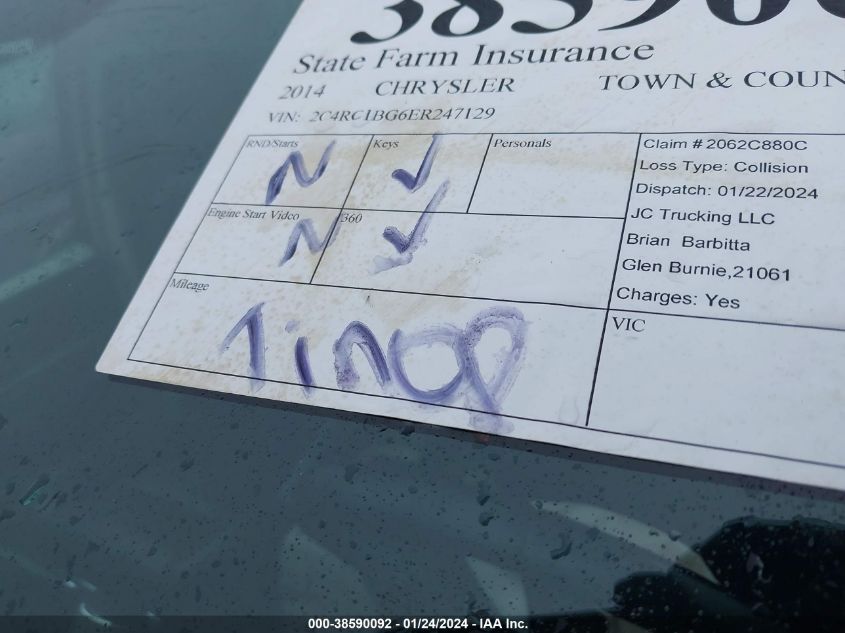 State Farm Insurance
2014 CHRYSLER TOWN & COUN
VIN: 2C4RC1BG6ER247129
RND/Starts N Keys ✓ Personals
Engine Start Video N 360 ✓
Mileage
Tinop
Claim # 2062C880C
Loss Type: Collision
Dispatch: 01/22/2024
JC Trucking LLC
Brian Barbitta
Glen Burnie,21061
Charges: Yes
VIC
000-38590092 - 01/24/2024 - IAA Inc.